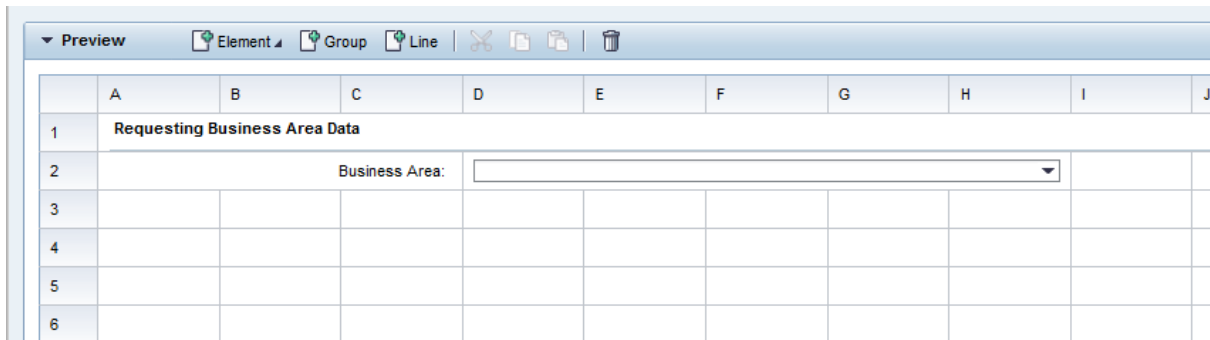 Preview Element Group Line
A B C D E F G H I J
1 Requesting Business Area Data
2 Business Area:
3
4
5
6